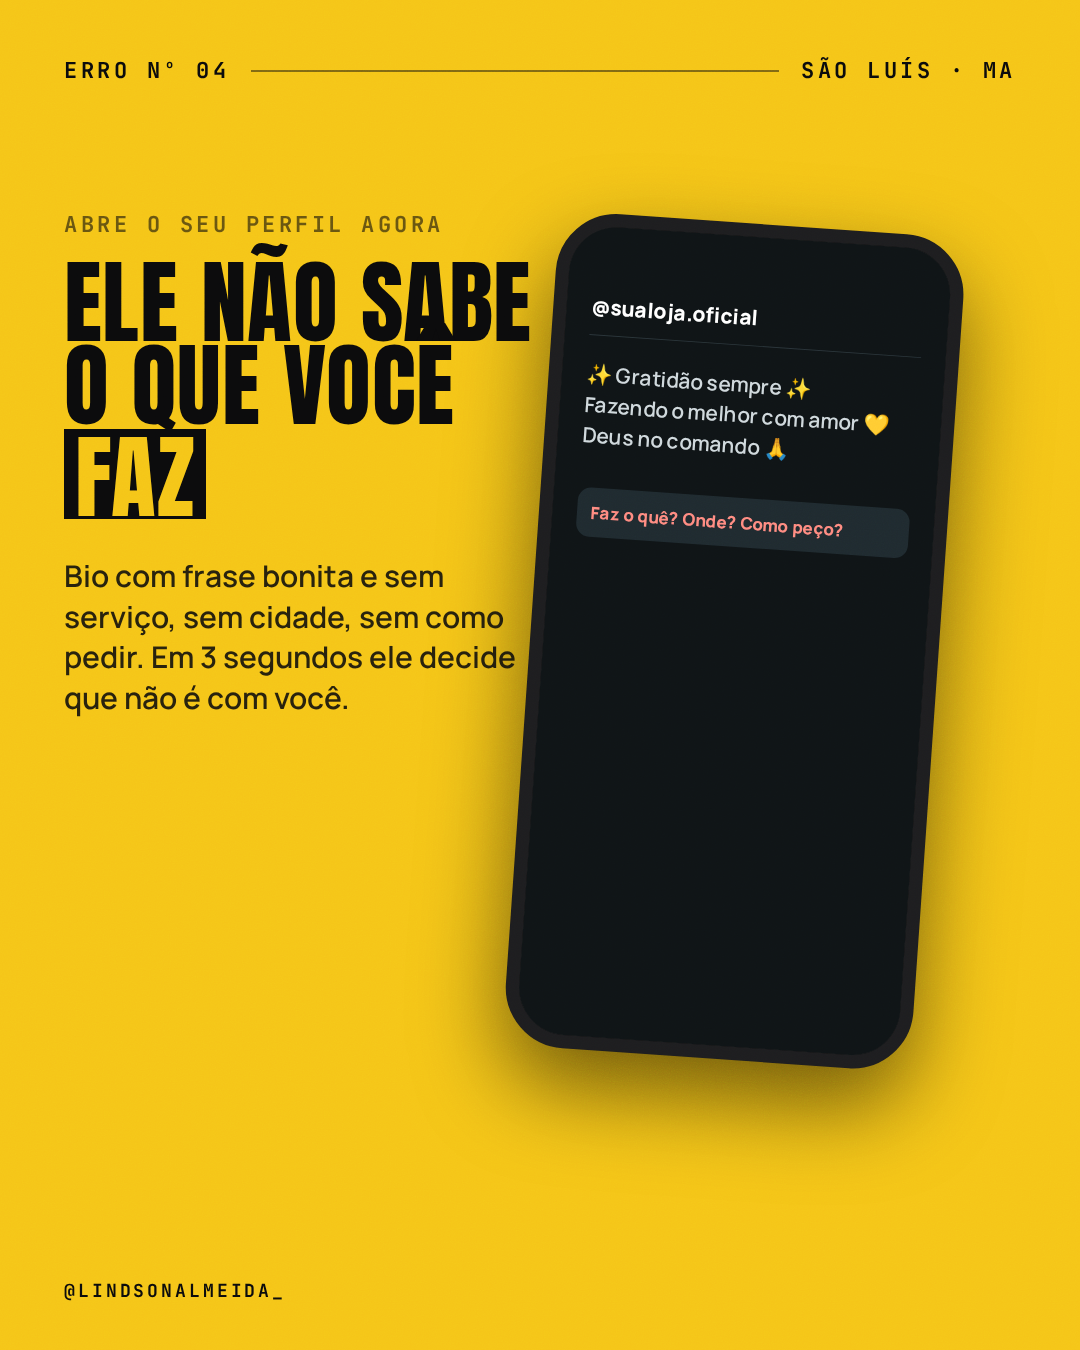 ERRO N° 04
SÃO LUÍS · MA
ABRE O SEU PERFIL AGORA
ELE NÃO SABE
O QUE VOCÊ
FAZ
Bio com frase bonita e sem
serviço, sem cidade, sem como
pedir. Em 3 segundos ele decide
que não é com você.
@sualoja.oficial
✨ Gratidão sempre ✨
Fazendo o melhor com amor 💛
Deus no comando 🙏
Faz o quê? Onde? Como peço?
@LINDSONALMEIDA_